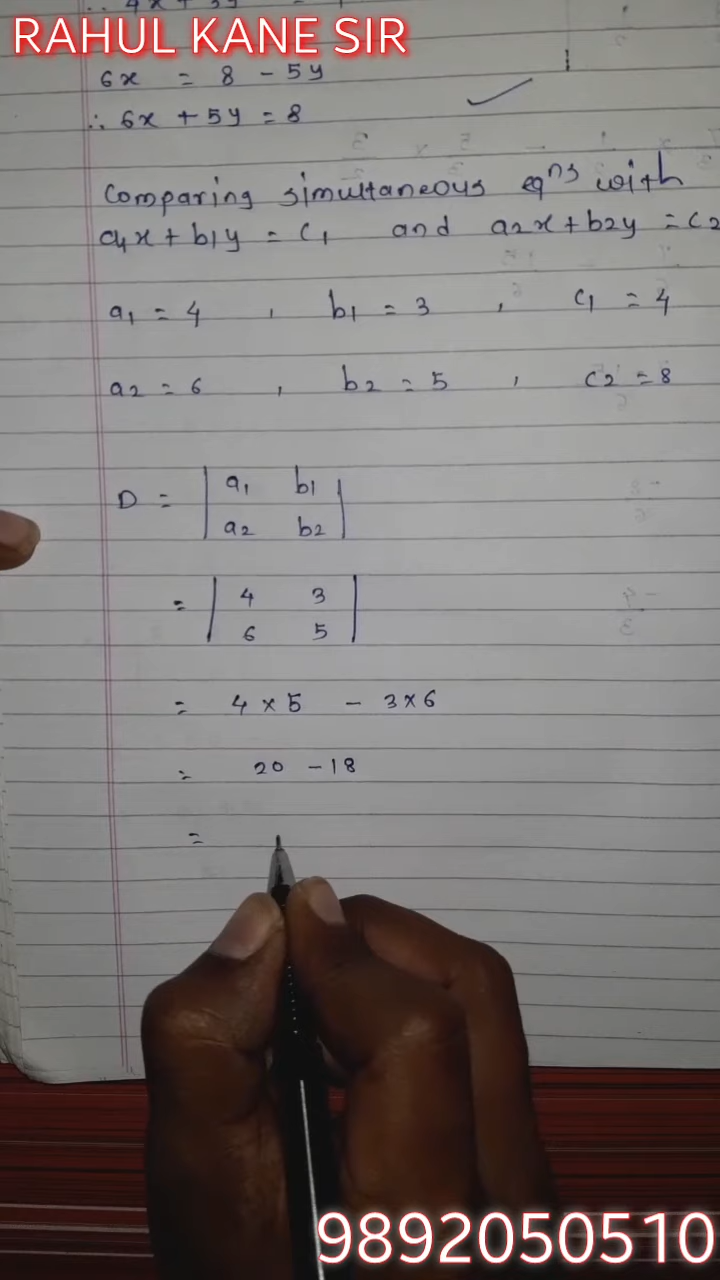 RAHUL KANE SIR
6x = 8 - 5y
∴ 6x + 5y = 8
Comparing simultaneous eqns with
a1x + b1y = c1 and a2x + b2y = c2
a1 = 4 , b1 = 3 , c1 = 4
a2 = 6 , b2 = 5 , c2 = 8
D = | a1 b1 |
| a2 b2 |
= | 4 3 |
| 6 5 |
= 4 × 5 - 3 × 6
= 20 - 18
=
9892050510